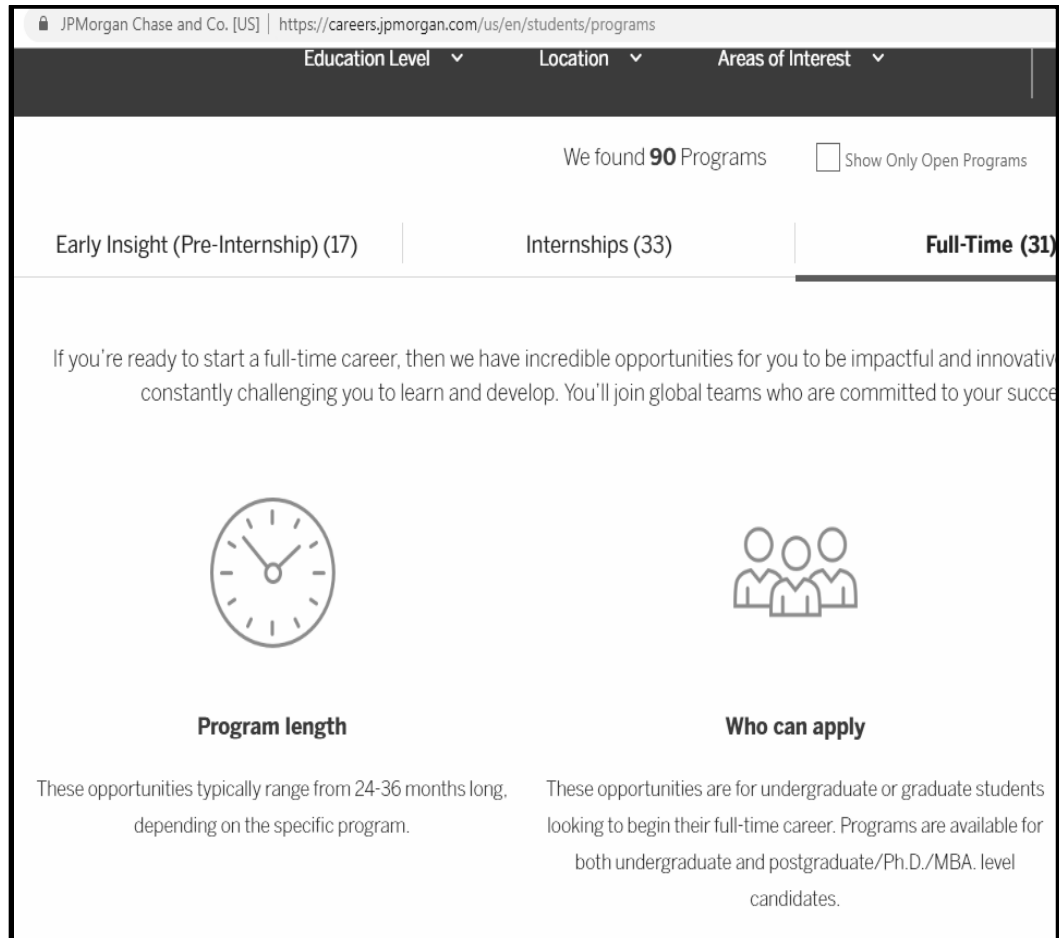 JPMorgan Chase and Co. [US] | https://careers.jpmorgan.com/us/en/students/programs
Education Level Location Areas of Interest
We found 90 Programs Show Only Open Programs
Early Insight (Pre-Internship) (17) Internships (33) Full-Time (31)
If you're ready to start a full-time career, then we have incredible opportunities for you to be impactful and innovativ
constantly challenging you to learn and develop. You'll join global teams who are committed to your succe
Program length
These opportunities typically range from 24-36 months long,
depending on the specific program.
Who can apply
These opportunities are for undergraduate or graduate students
looking to begin their full-time career. Programs are available for
both undergraduate and postgraduate/Ph.D./MBA. level
candidates.